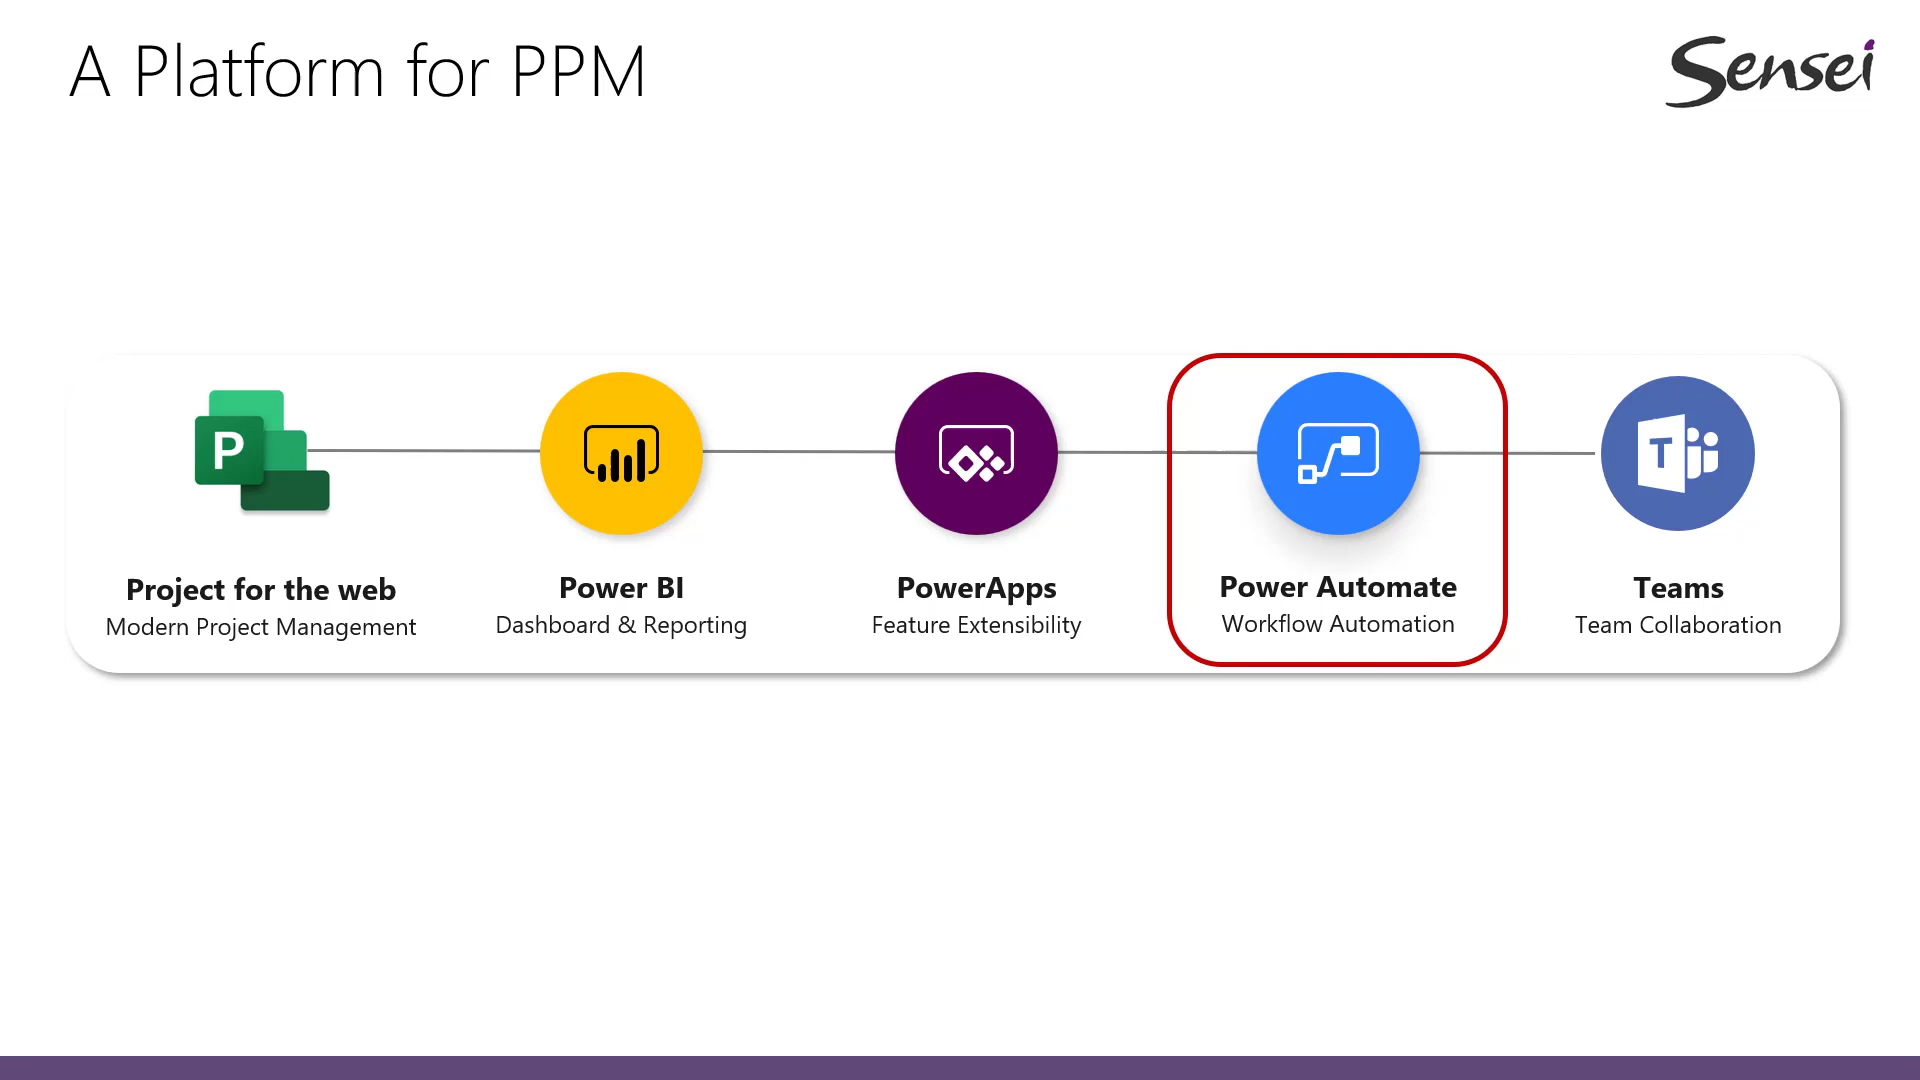 A Platform for PPM
Sensei
P
T
Project for the web
Modern Project Management
Power BI
Dashboard & Reporting
PowerApps
Feature Extensibility
Power Automate
Workflow Automation
Teams
Team Collaboration